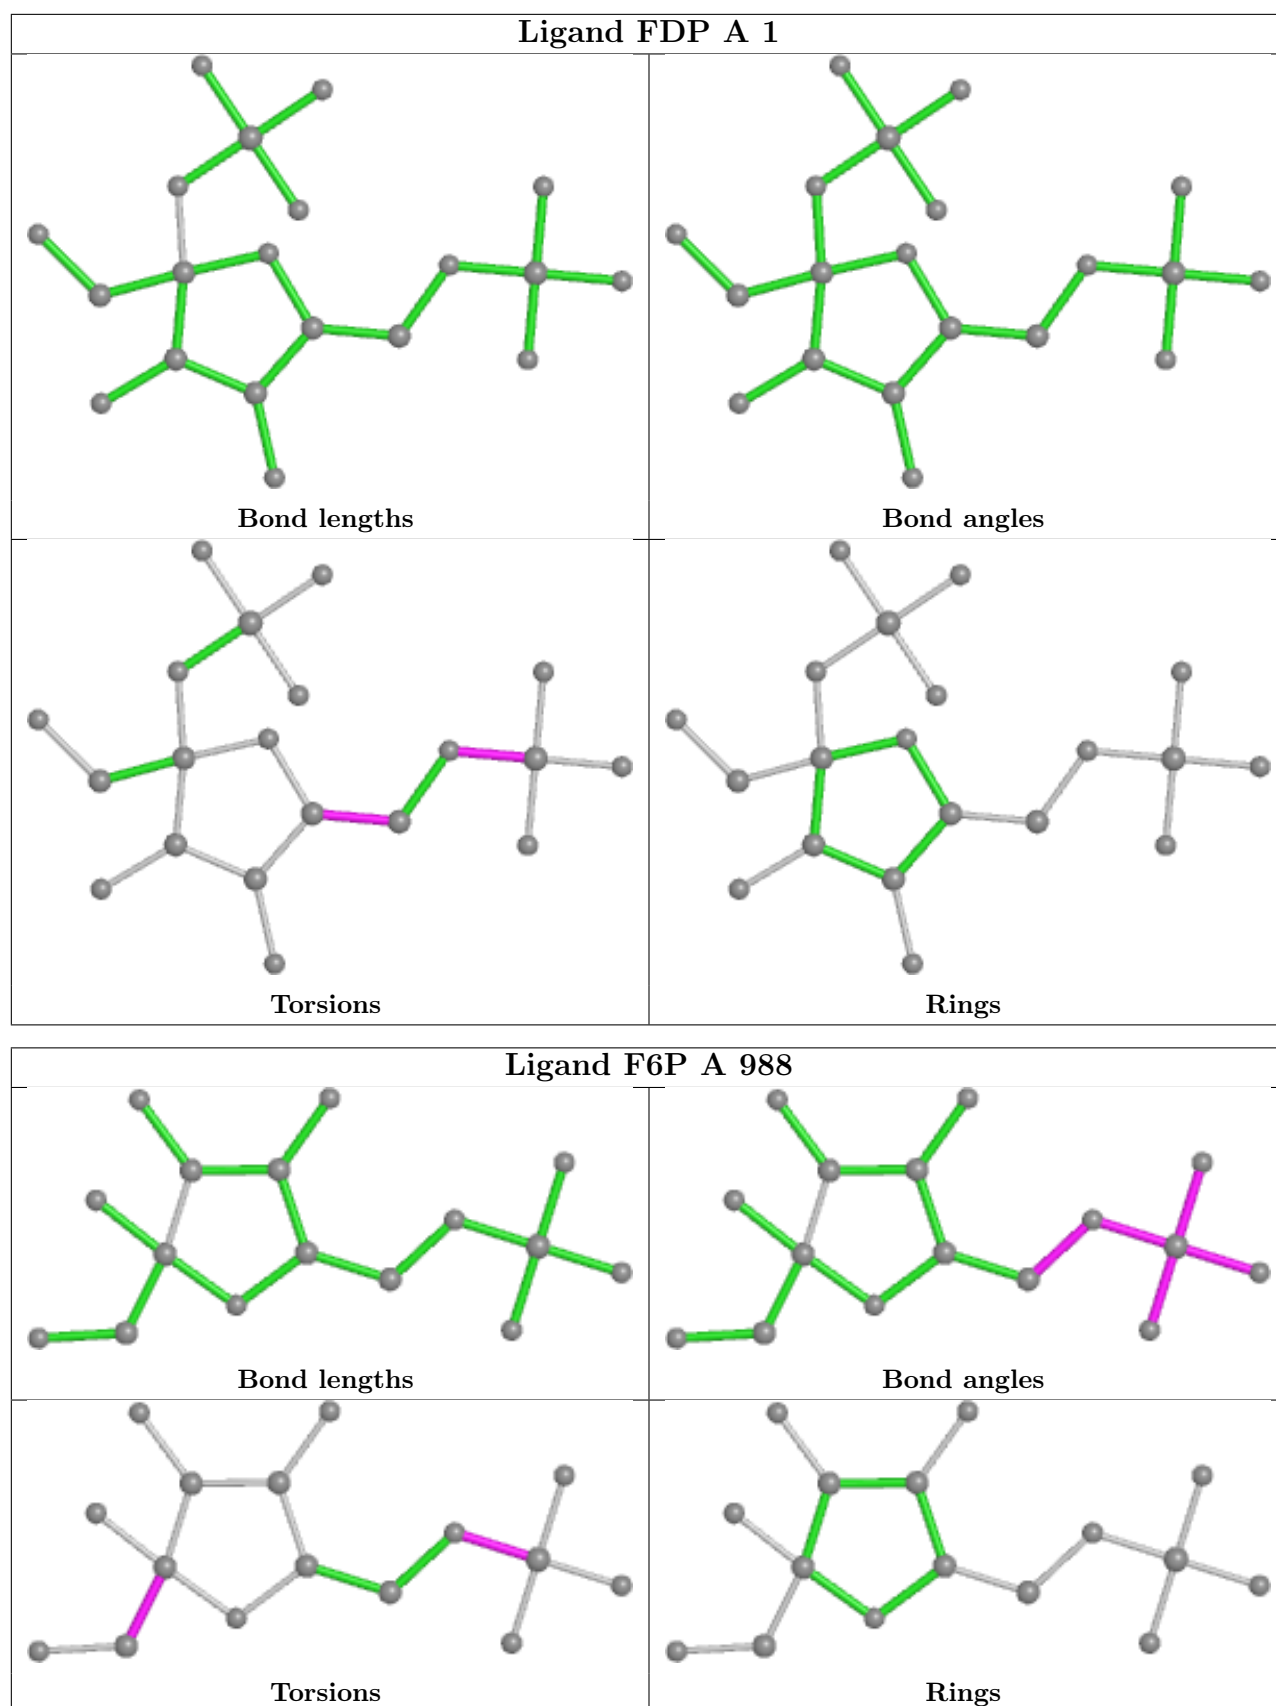 Ligand FDP A 1
Bond lengths
Bond angles
Torsions
Rings
Ligand F6P A 988
Bond lengths
Bond angles
Torsions
Rings